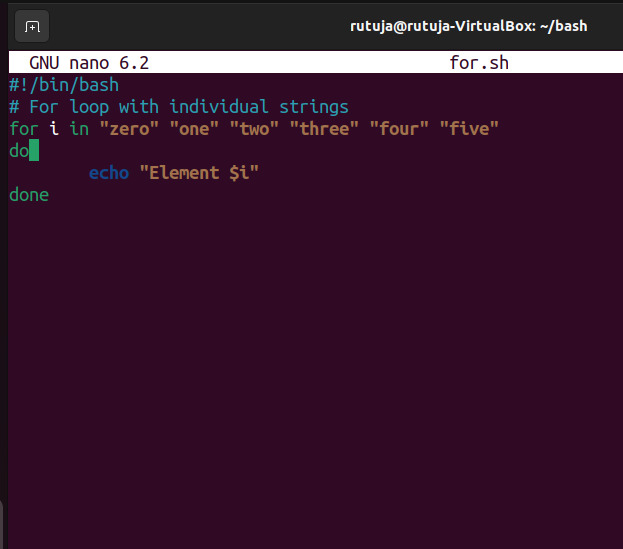 rutuja@rutuja-VirtualBox: ~/bash
GNU nano 6.2 for.sh
#!/bin/bash
# For loop with individual strings
for i in "zero" "one" "two" "three" "four" "five"
do
        echo "Element $i"
done